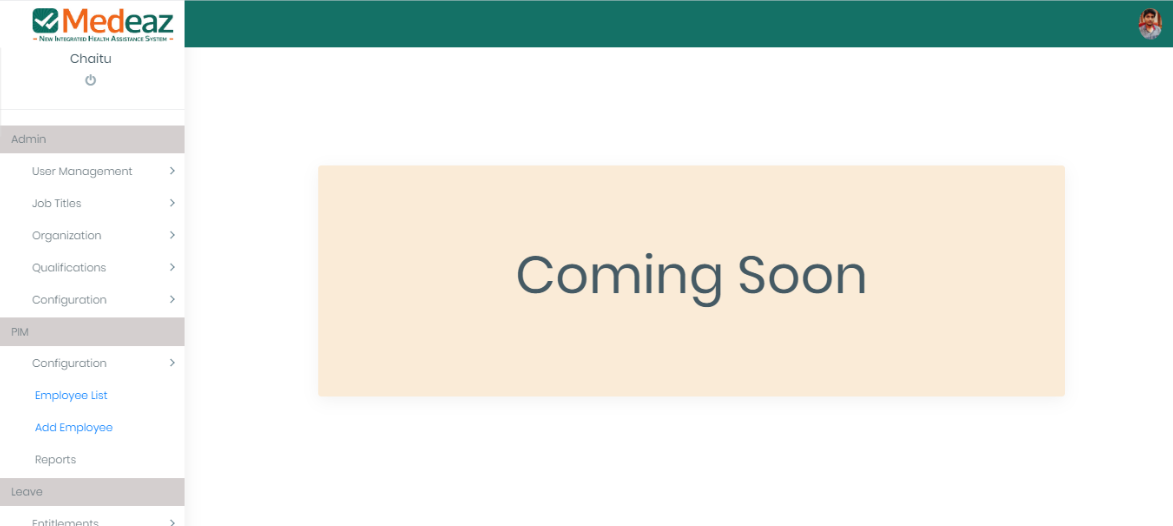 Medeaz
- New Integrated Health Assistance System -
Chaitu
Admin
User Management
Job Titles
Organization
Qualifications
Configuration
PIM
Configuration
Employee List
Add Employee
Reports
Leave
Entitlements
Coming Soon